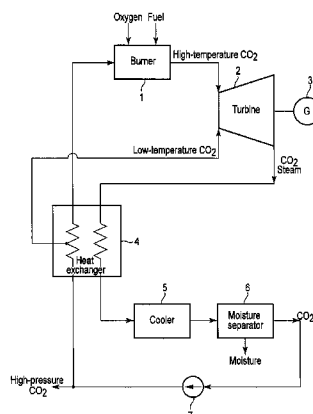 Oxygen Fuel
Burner
1
High-temperature CO2
2
Turbine
3
G
Low-temperature CO2
CO2
Steam
4
Heat
exchanger
5
Cooler
6
Moisture
separator
CO2
Moisture
High-pressure
CO2
7